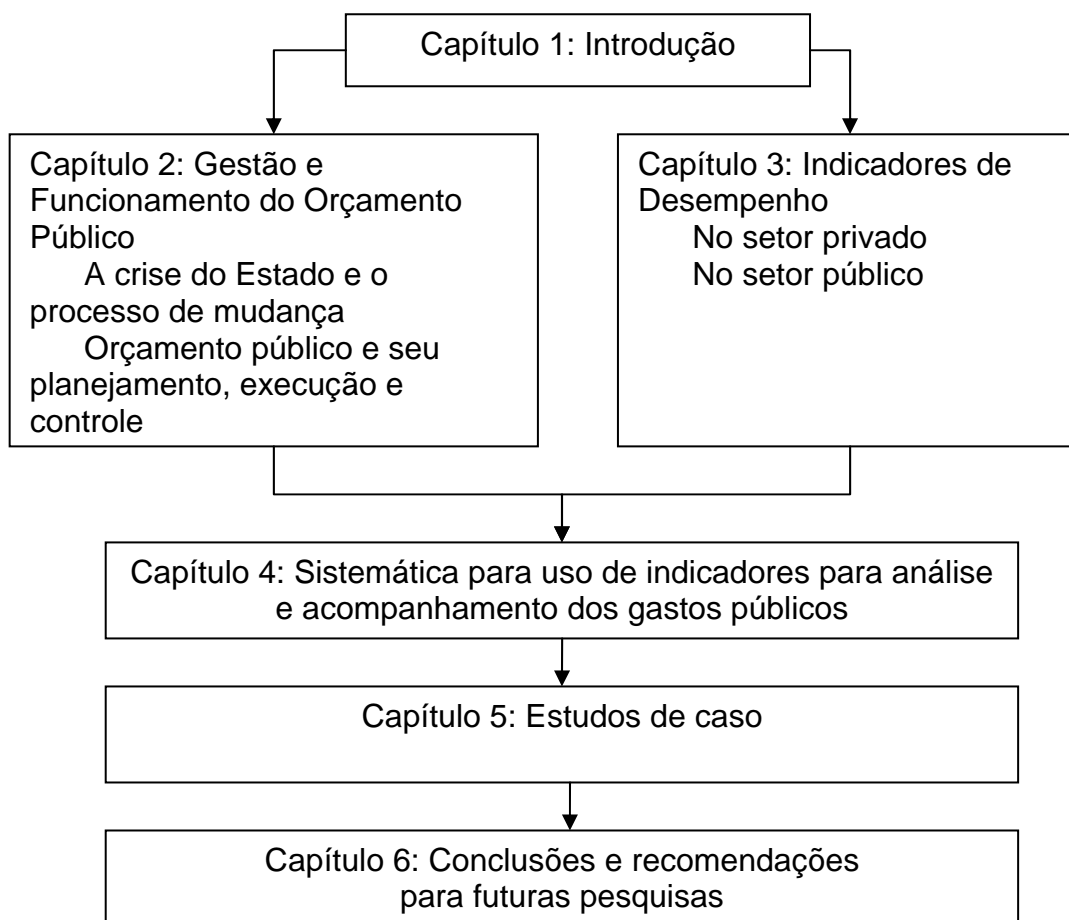 Capítulo 1: Introdução
Capítulo 2: Gestão e
Funcionamento do Orçamento
Público
A crise do Estado e o
processo de mudança
Orçamento público e seu
planejamento, execução e
controle
Capítulo 3: Indicadores de
Desempenho
No setor privado
No setor público
Capítulo 4: Sistemática para uso de indicadores para análise
e acompanhamento dos gastos públicos
Capítulo 5: Estudos de caso
Capítulo 6: Conclusões e recomendações
para futuras pesquisas